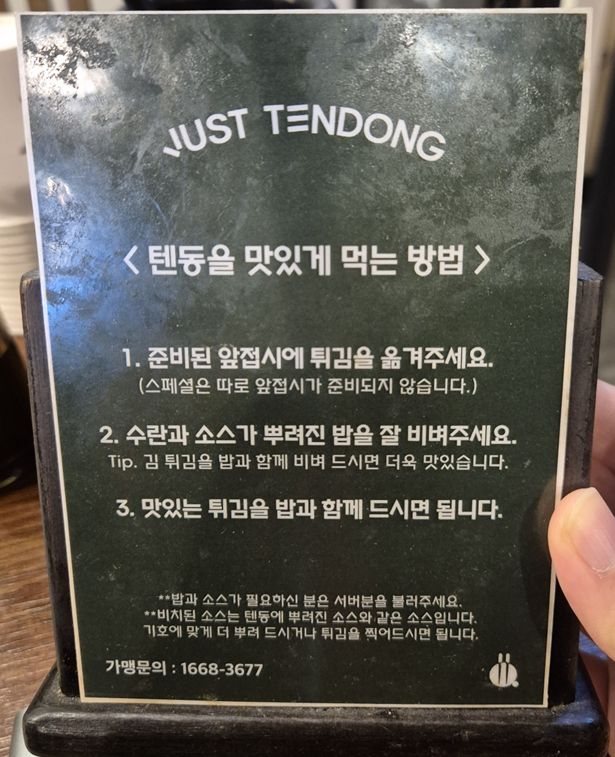 JUST TENDONG
< 텐동을 맛있게 먹는 방법 >
1. 준비된 앞접시에 튀김을 옮겨주세요.
(스페셜은 따로 앞접시가 준비되지 않습니다.)
2. 수란과 소스가 뿌려진 밥을 잘 비벼주세요.
Tip. 김 튀김을 밥과 함께 비벼 드시면 더욱 맛있습니다.
3. 맛있는 튀김을 밥과 함께 드시면 됩니다.
**밥과 소스가 필요하신 분은 서버분을 불러주세요.
**비치된 소스는 텐동에 뿌려진 소스와 같은 소스입니다.
기호에 맞게 더 뿌려 드시거나 튀김을 찍어드시면 됩니다.
가맹문의 : 1668-3677